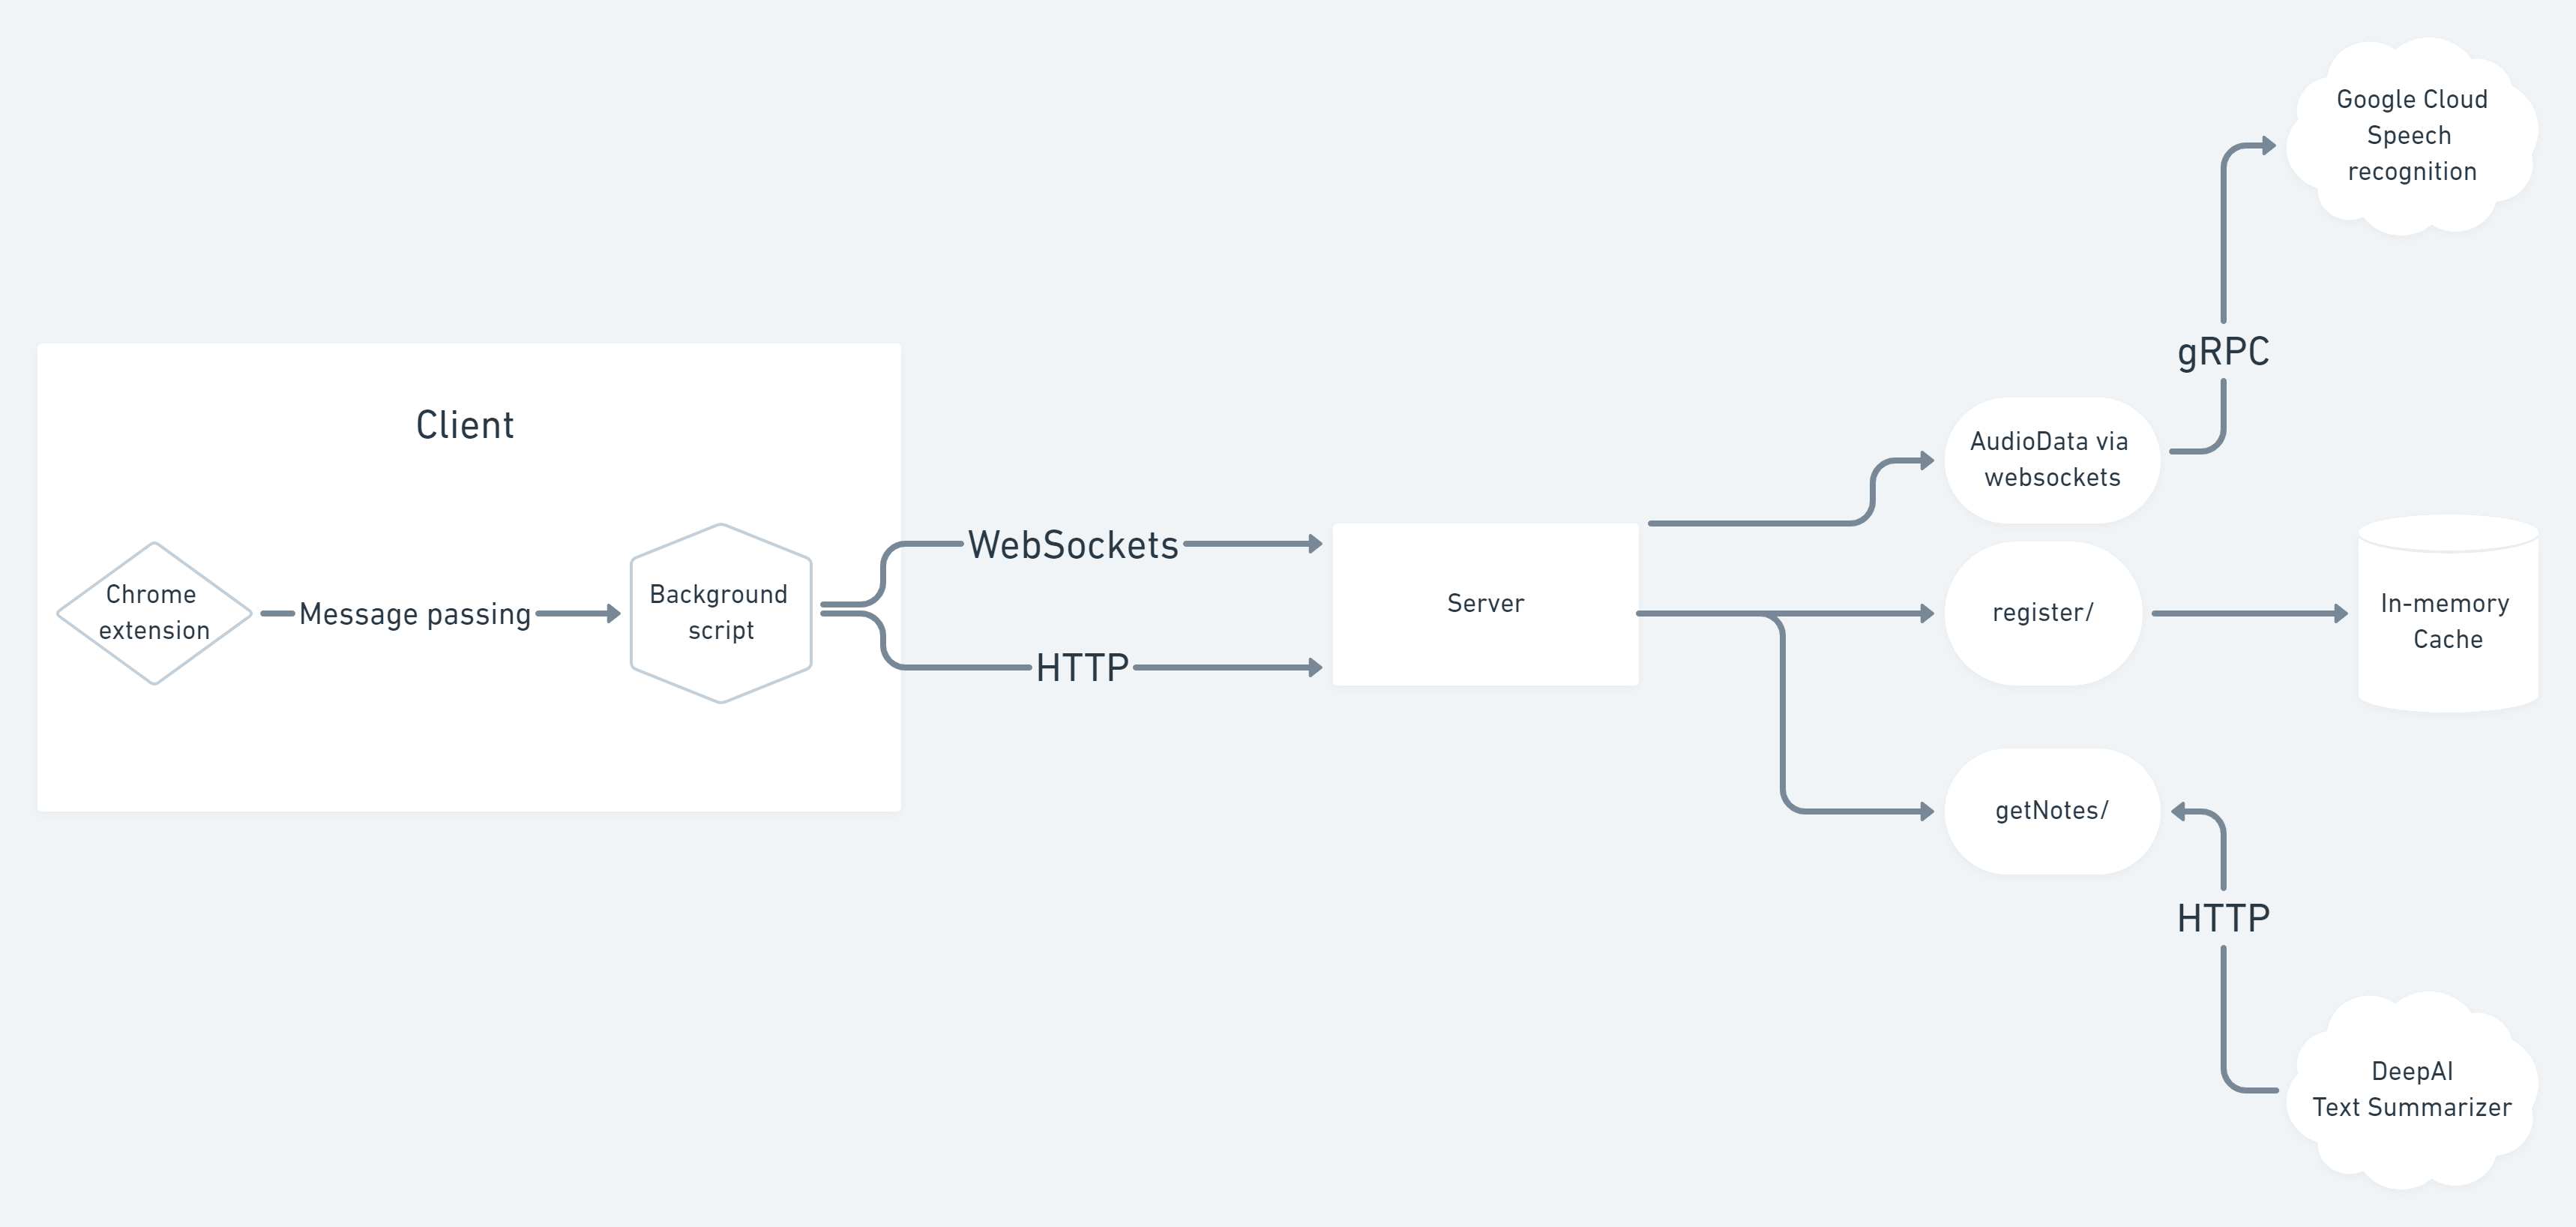 Google Cloud
Speech
recognition
gRPC
Client
AudioData via
websockets
WebSockets
Chrome
extension
Message passing
Background
script
Server
register/
In-memory
Cache
HTTP
getNotes/
HTTP
DeepAI
Text Summarizer